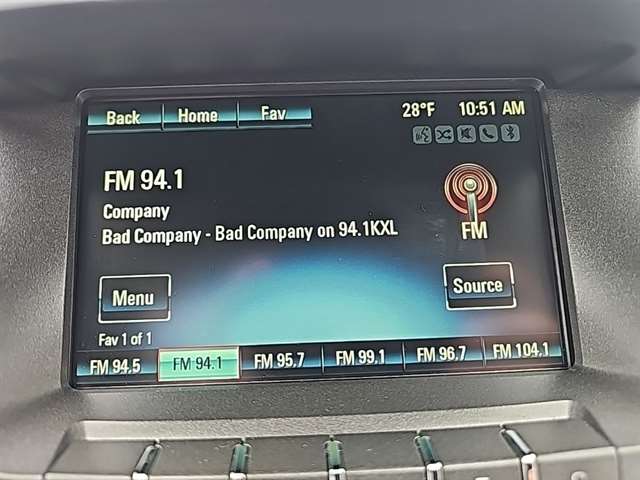 Back Home Fav 28°F 10:51 AM
FM 94.1
Company
Bad Company - Bad Company on 94.1KXL
FM
Menu Source
Fav 1 of 1
FM 94.5 FM 94.1 FM 95.7 FM 99.1 FM 96.7 FM 104.1